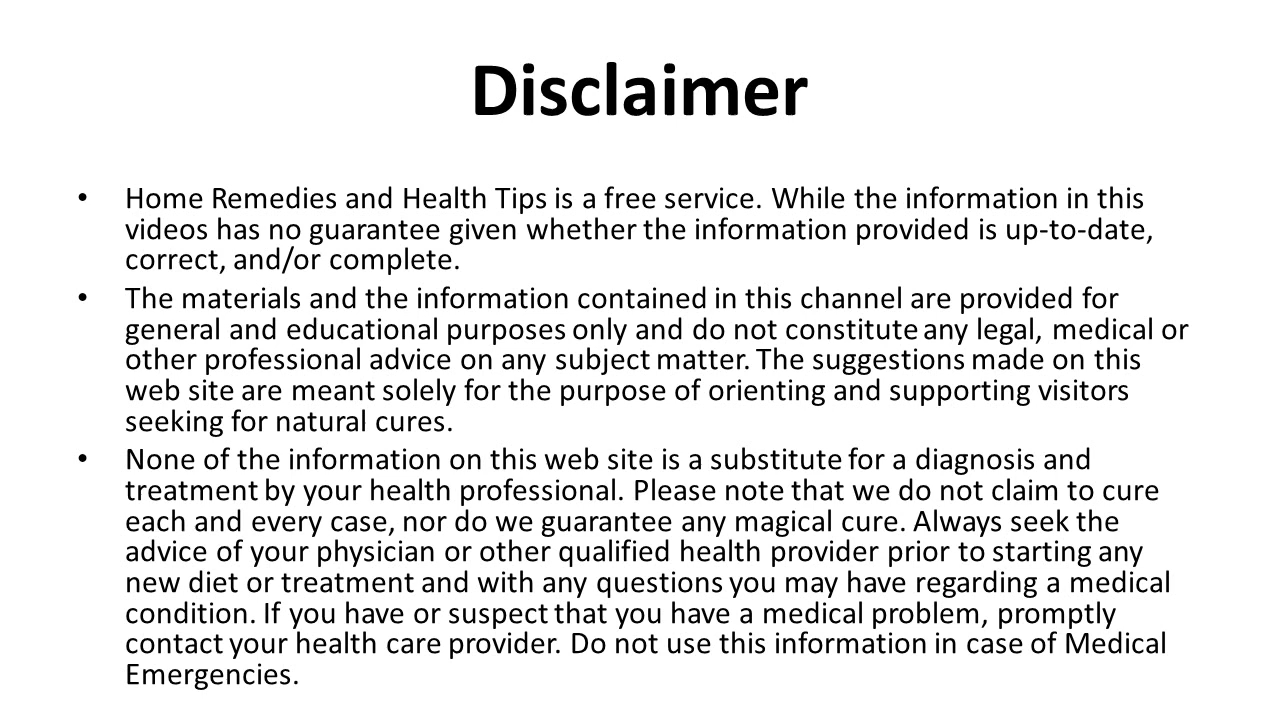 Disclaimer
• Home Remedies and Health Tips is a free service. While the information in this
videos has no guarantee given whether the information provided is up-to-date,
correct, and/or complete.
• The materials and the information contained in this channel are provided for
general and educational purposes only and do not constitute any legal, medical or
other professional advice on any subject matter. The suggestions made on this
web site are meant solely for the purpose of orienting and supporting visitors
seeking for natural cures.
• None of the information on this web site is a substitute for a diagnosis and
treatment by your health professional. Please note that we do not claim to cure
each and every case, nor do we guarantee any magical cure. Always seek the
advice of your physician or other qualified health provider prior to starting any
new diet or treatment and with any questions you may have regarding a medical
condition. If you have or suspect that you have a medical problem, promptly
contact your health care provider. Do not use this information in case of Medical
Emergencies.